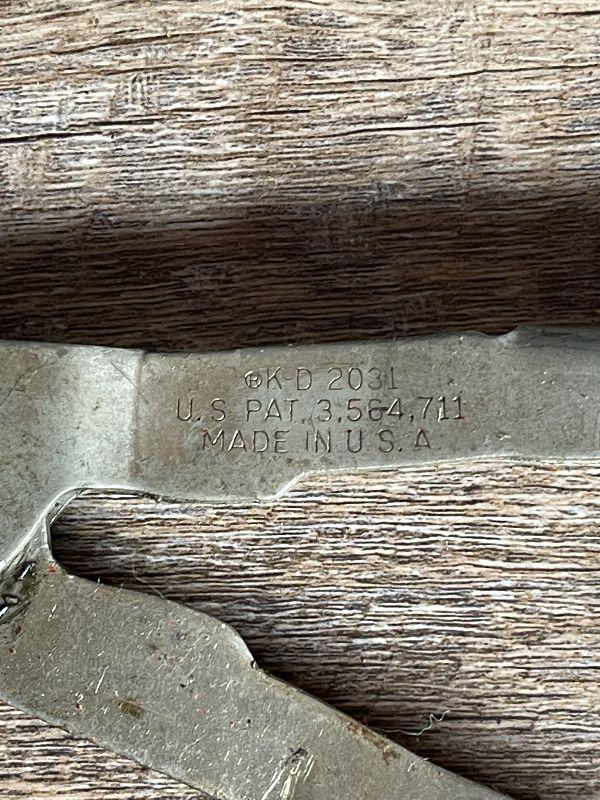 ®K-D 2031
U.S. PAT. 3,564,711
MADE IN U.S.A.